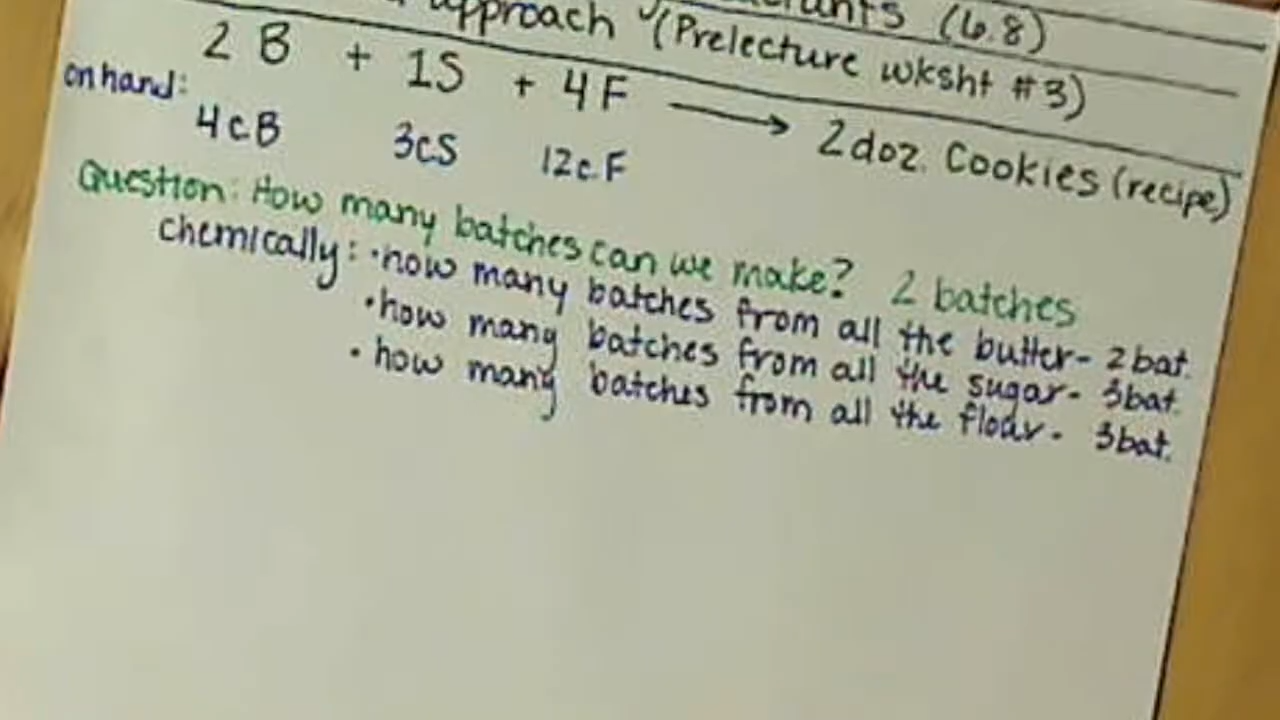 (6.8)
approach (Prelecture wksht #3)
2 B + 1S + 4F → 2doz. Cookies (recipe)
on hand:
4cB 3cS 12c.F
Question: How many batches can we make? 2 batches
chemically: • how many batches from all the butter - 2bat.
• how many batches from all the sugar - 3bat.
• how many batches from all the flour - 3bat.